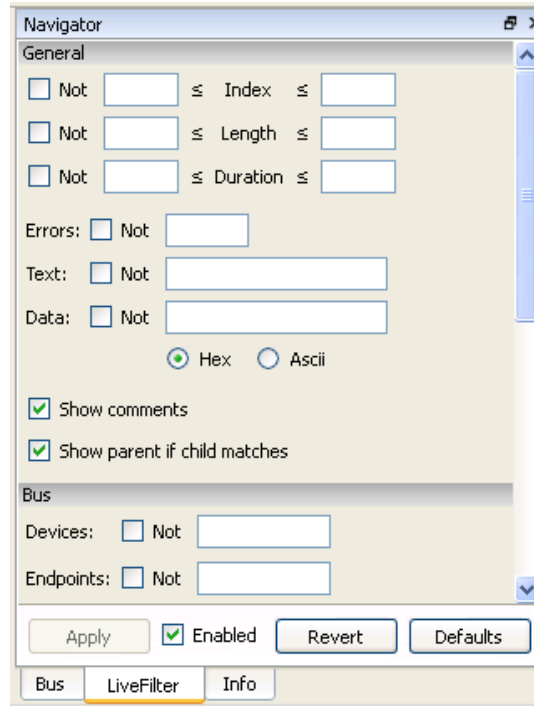 Navigator
General
Not ≤ Index ≤
Not ≤ Length ≤
Not ≤ Duration ≤
Errors: Not
Text: Not
Data: Not
Hex Ascii
Show comments
Show parent if child matches
Bus
Devices: Not
Endpoints: Not
Apply Enabled Revert Defaults
Bus LiveFilter Info